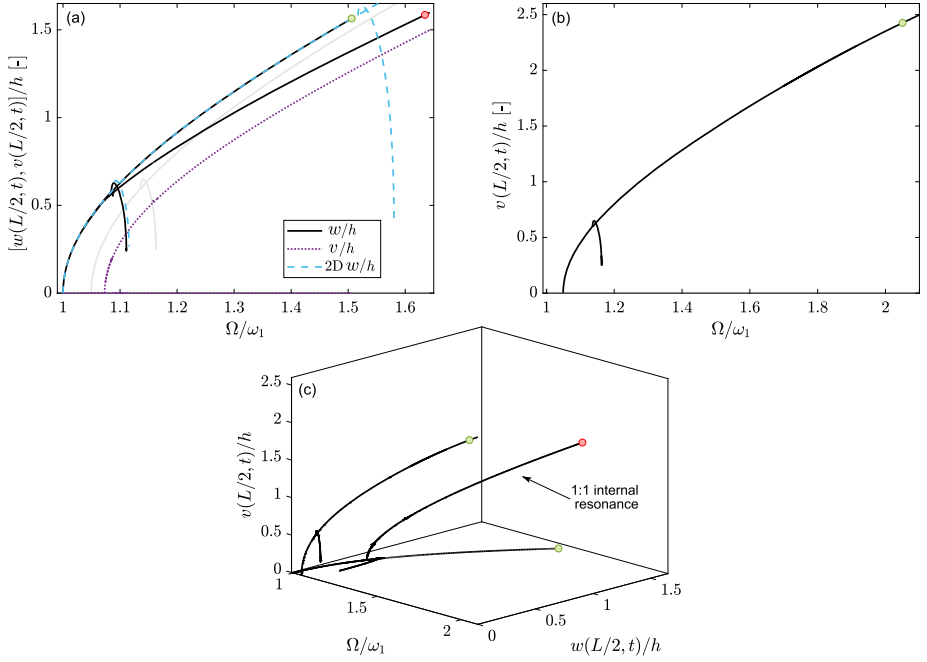 (a)
[w(L/2, t), v(L/2, t)]/h [-]
1.5
1
0.5
0
1 1.1 1.2 1.3 1.4 1.5 1.6
Ω/ω₁
w/h
v/h
2D w/h
(b)
v(L/2, t)/h [-]
2.5
2
1.5
1
0.5
0
1 1.2 1.4 1.6 1.8 2
Ω/ω₁
(c)
v(L/2, t)/h
2.5
2
1.5
1
0.5
0
1:1 internal
resonance
1
1.5
2
Ω/ω₁
0
0.5
1
1.5
w(L/2, t)/h